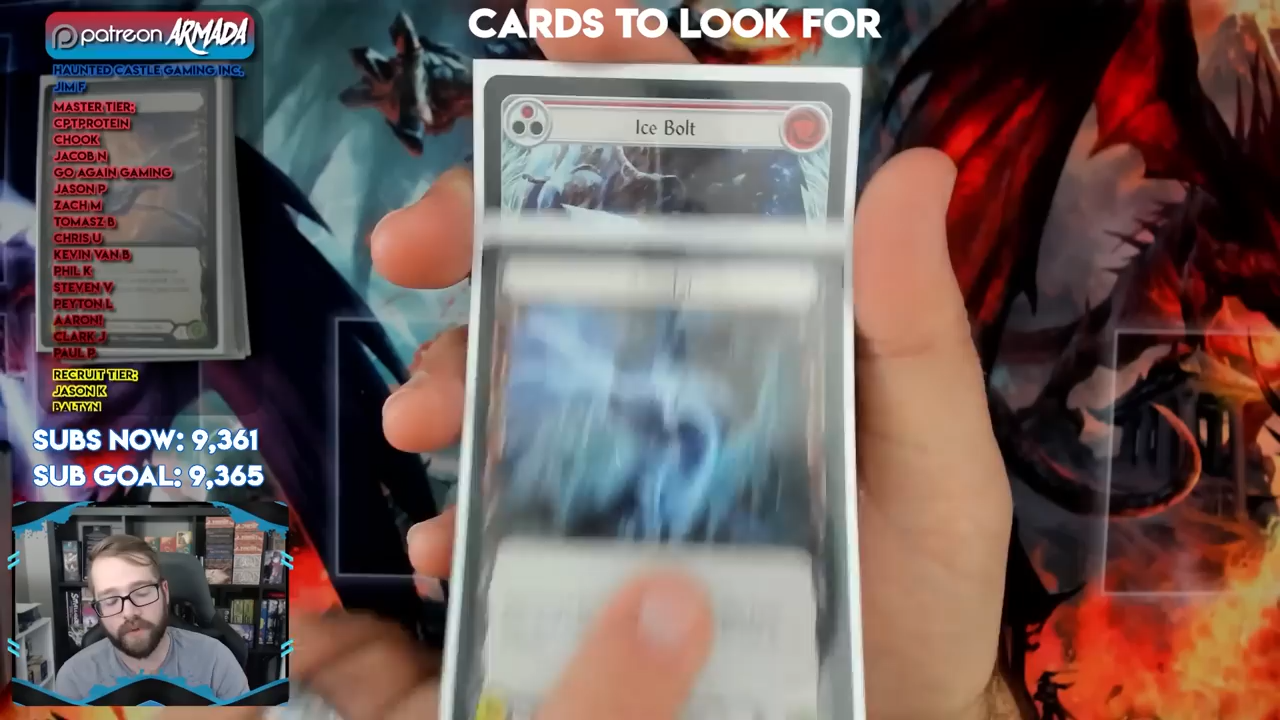 CARDS TO LOOK FOR
patreon ARMADA
HAUNTED CASTLE GAMING INC.
JIM F
MASTER TIER:
CPTPROTEIN
CHOOK
JACOB N
GO AGAIN GAMING
JASON P
ZACH M
TOMASZ B
CHRIS U
KEVIN VAN B
PHIL K
STEVEN V
PEYTON L
AARON!
CLARK J
PAUL P
RECRUIT TIER:
JASON K
BALTYN
SUBS NOW: 9,361
SUB GOAL: 9,365
Ice Bolt